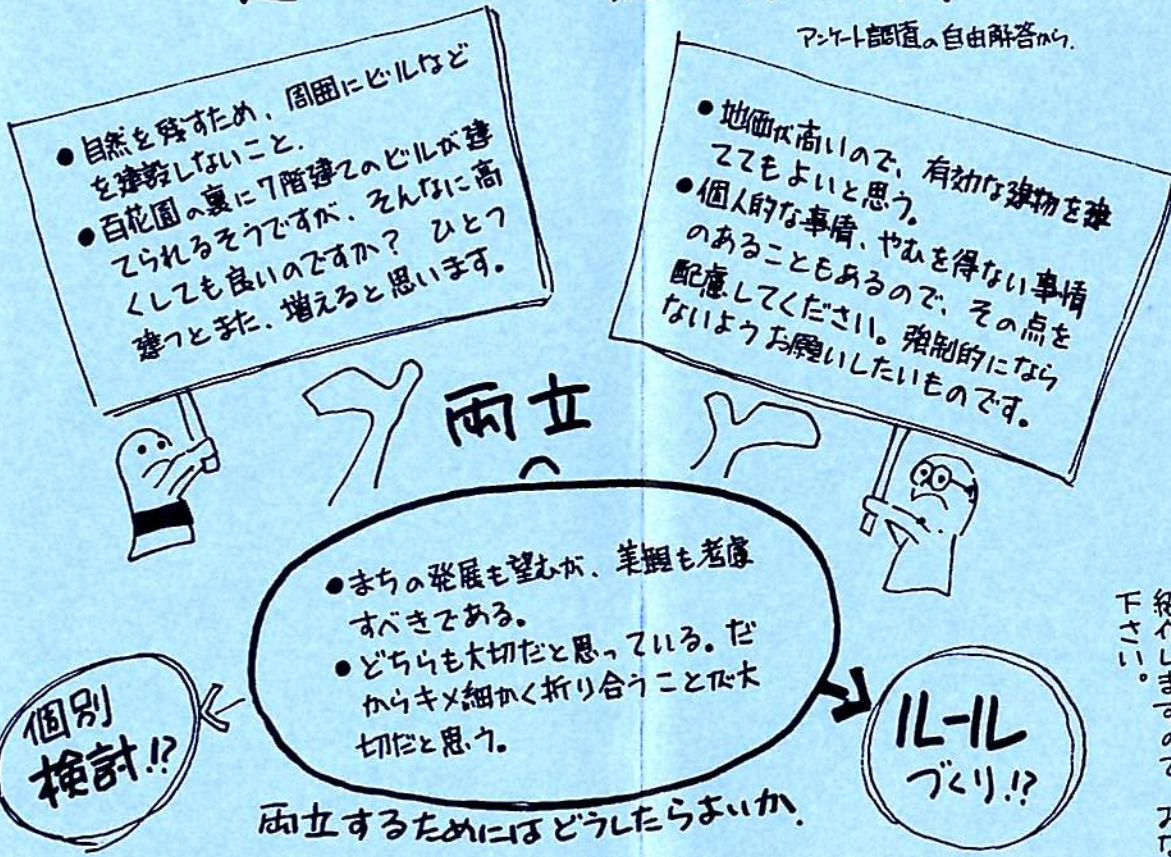 アンケート調査の自由解答から.
●自然を残すため、周囲にビルなど
を建設しないこと.
●百花園の裏に7階建てのビルが建
てられるそうですが、そんなに高
くしても良いのですか? ひとつ
建つとまた、増えると思います。
●地価が高いので、有効な建物を建
ててもよいと思う。
●個人的な事情、やむを得ない事情
のあることもあるので、その点を
配慮してください。強制的になら
ないようお願いしたいものです。
両立
●まちの発展も望むが、美観も考慮
すべきである。
●どちらも大切だと思っている。だ
からキメ細かく折り合うことが大
切だと思う。
個別
検討!?
ルール
づくり!?
両立するためにはどうしたらよいか.
下さい。